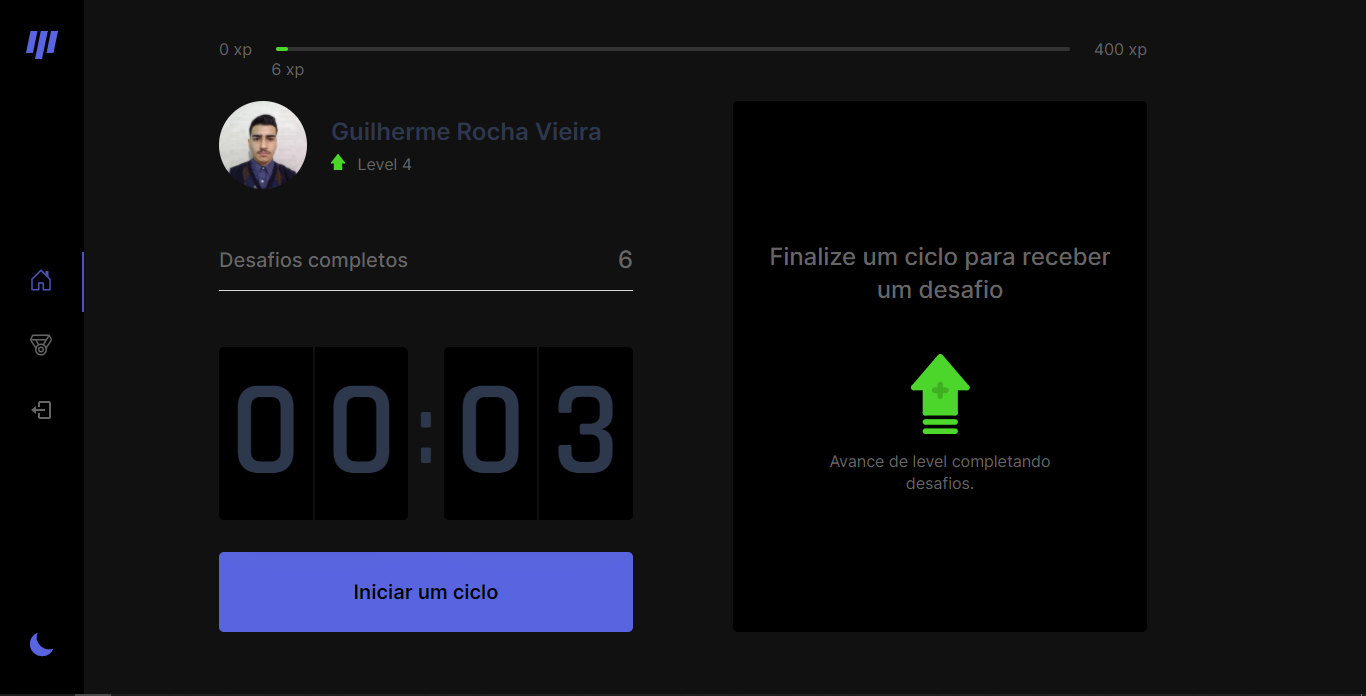 0 xp
400 xp
6 xp
Guilherme Rocha Vieira
Level 4
Desafios completos 6
00:03
Iniciar um ciclo
Finalize um ciclo para receber
um desafio
Avance de level completando
desafios.